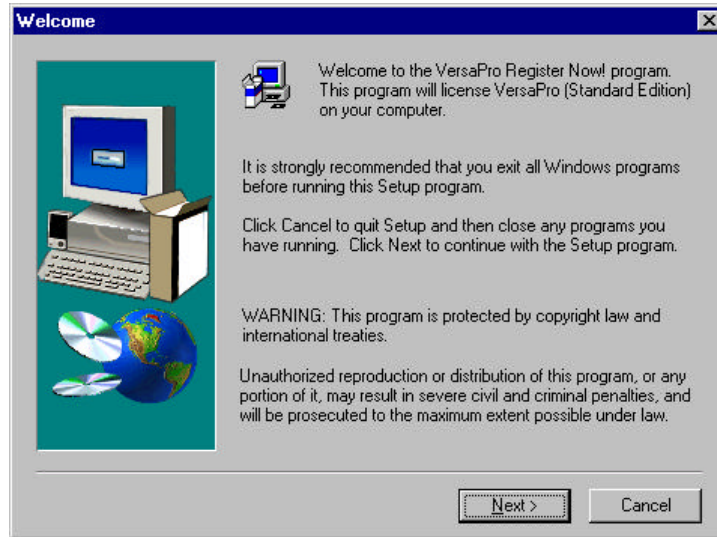 Welcome
Welcome to the VersaPro Register Now! program.
This program will license VersaPro (Standard Edition)
on your computer.
It is strongly recommended that you exit all Windows programs
before running this Setup program.
Click Cancel to quit Setup and then close any programs you
have running. Click Next to continue with the Setup program.
WARNING: This program is protected by copyright law and
international treaties.
Unauthorized reproduction or distribution of this program, or any
portion of it, may result in severe civil and criminal penalties, and
will be prosecuted to the maximum extent possible under law.
Next >
Cancel